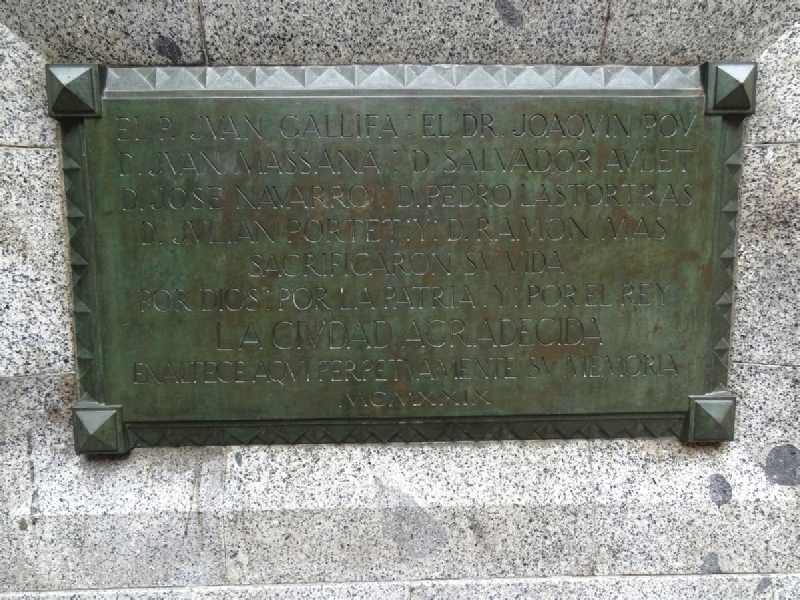 EL P. JVAN GALLIFA : EL DR. JOAQVIN POV
D. JVAN MASSANA : D. SALVADOR AVLET
D. JOSE NAVARRO : D. PEDRO LASTORTRAS
D. JVLIAN PORTET : Y : D. RAMON MAS
SACRIFICARON SV VIDA
POR DIOS : POR LA PATRIA : Y : POR EL REY
LA CIVDAD AGRADECIDA
ENALTECE AQVI PERPETVAMENTE SV MEMORIA
MCMXXIX